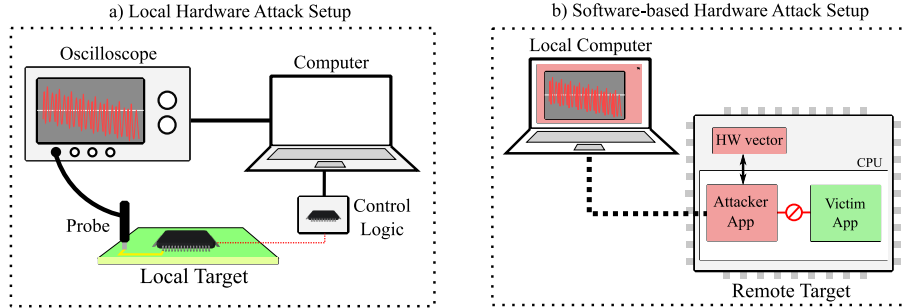 a) Local Hardware Attack Setup
Oscilloscope
Computer
Probe
Control
Logic
Local Target
b) Software-based Hardware Attack Setup
Local Computer
HW vector
CPU
Attacker
App
Victim
App
Remote Target